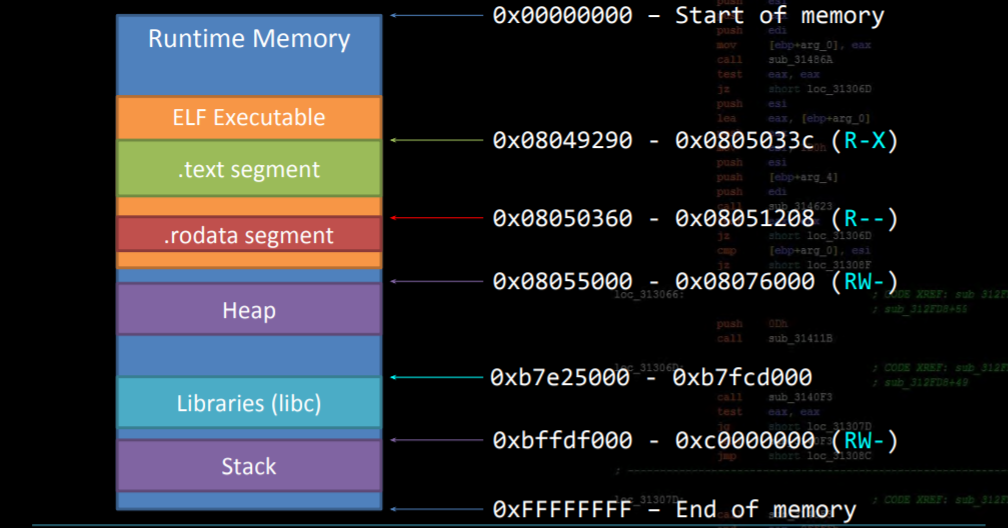 0x00000000 – Start of memory
Runtime Memory
ELF Executable
0x08049290 - 0x0805033c (R-X)
.text segment
0x08050360 - 0x08051208 (R--)
.rodata segment
0x08055000 - 0x08076000 (RW-)
Heap
0xb7e25000 - 0xb7fcd000
Libraries (libc)
0xbffdf000 - 0xc0000000 (RW-)
Stack
0xFFFFFFFF – End of memory
push edi
mov [ebp+arg_0], eax
call sub_31486A
test eax, eax
jz short loc_31306D
push esi
lea eax, [ebp+arg_0]
push esi
push [ebp+arg_4]
push edi
call sub_314623
jz short loc_31306D
cmp [ebp+arg_0], esi
jz short loc_31308F
loc_313066: ; CODE XREF: sub_312F
; sub_312FD8+59
push 0Dh
call sub_31411B
; CODE XREF: sub_312F
; sub_312FD8+49
call sub_3140F3
test eax, eax
jg short loc_31307D
jmp short loc_31308C
loc_31307D: ; CODE XREF: sub_312F